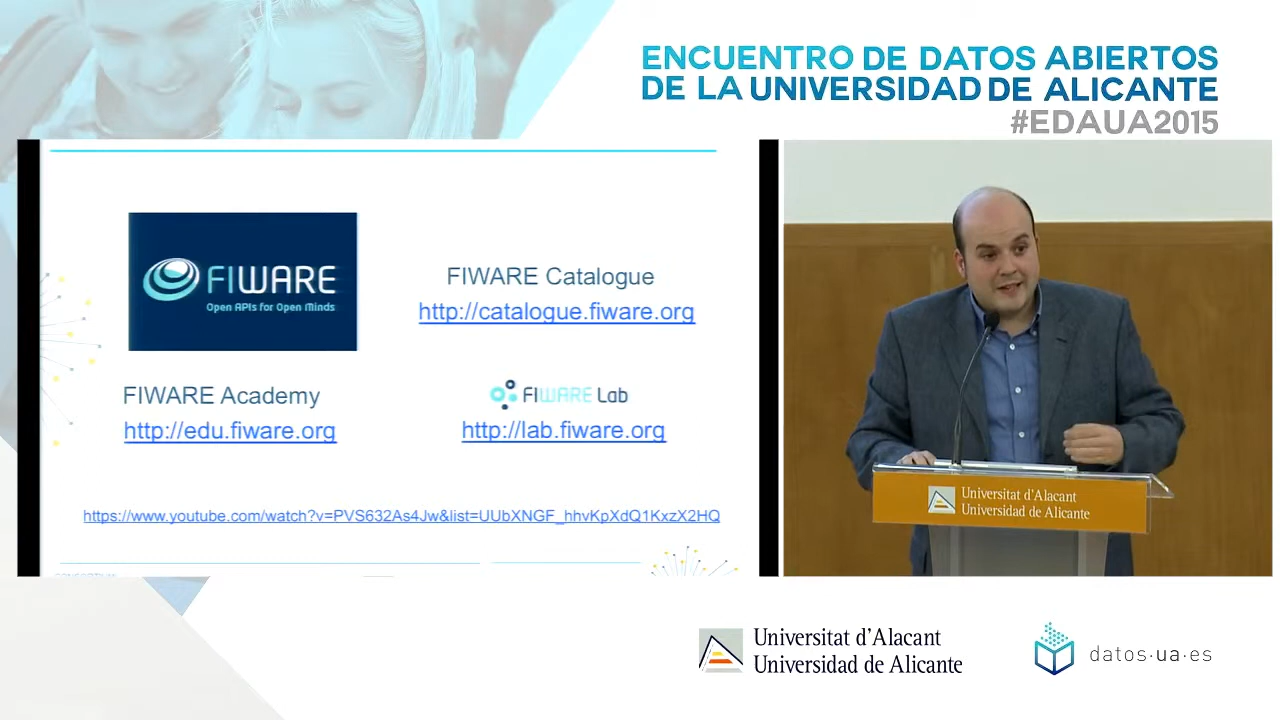 ENCUENTRO DE DATOS ABIERTOS
DE LA UNIVERSIDAD DE ALICANTE
#EDAUA2015
FIWARE
Open APIs for Open Minds
FIWARE Catalogue
http://catalogue.fiware.org
FIWARE Academy
http://edu.fiware.org
FIWARE Lab
http://lab.fiware.org
https://www.youtube.com/watch?v=PVS632As4Jw&list=UUbXNGF_hhvKpXdQ1KxzX2HQ
Universitat d'Alacant
Universidad de Alicante
Universitat d'Alacant
Universidad de Alicante
datos·ua·es